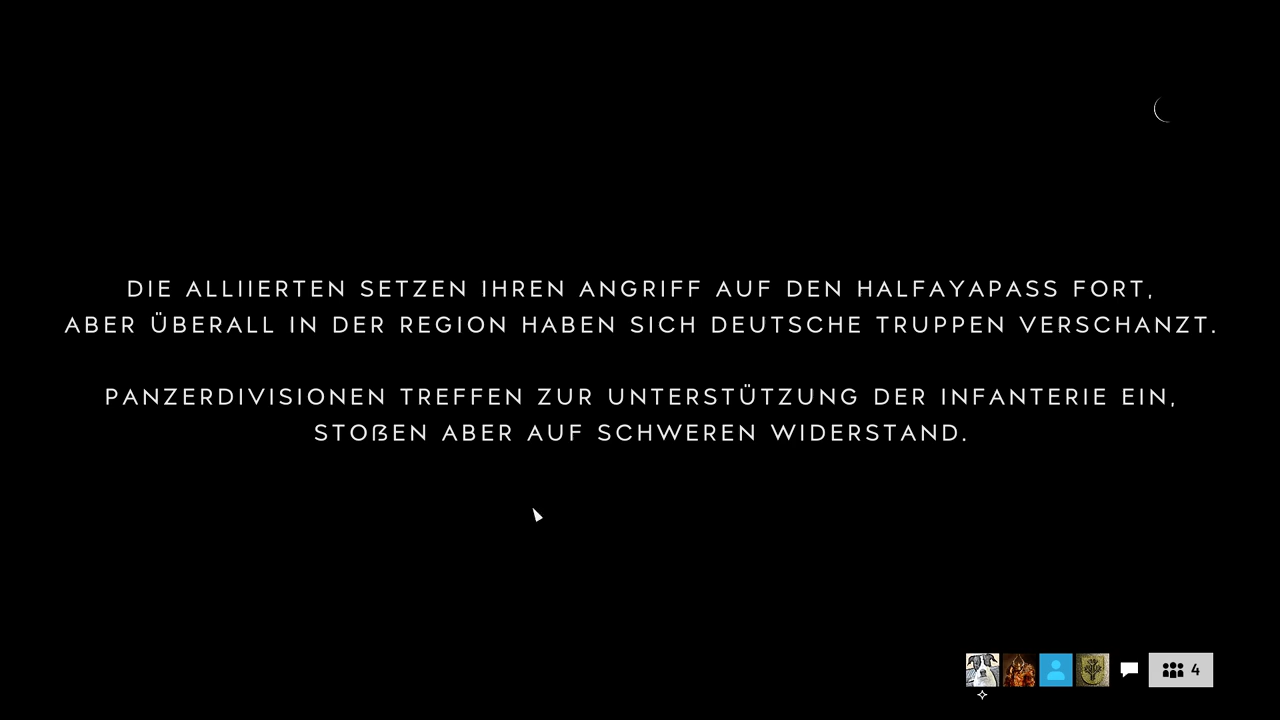 DIE ALLIIERTEN SETZEN IHREN ANGRIFF AUF DEN HALFAYAPASS FORT,
ABER ÜBERALL IN DER REGION HABEN SICH DEUTSCHE TRUPPEN VERSCHANZT.
PANZERDIVISIONEN TREFFEN ZUR UNTERSTÜTZUNG DER INFANTERIE EIN,
STOßEN ABER AUF SCHWEREN WIDERSTAND.
4